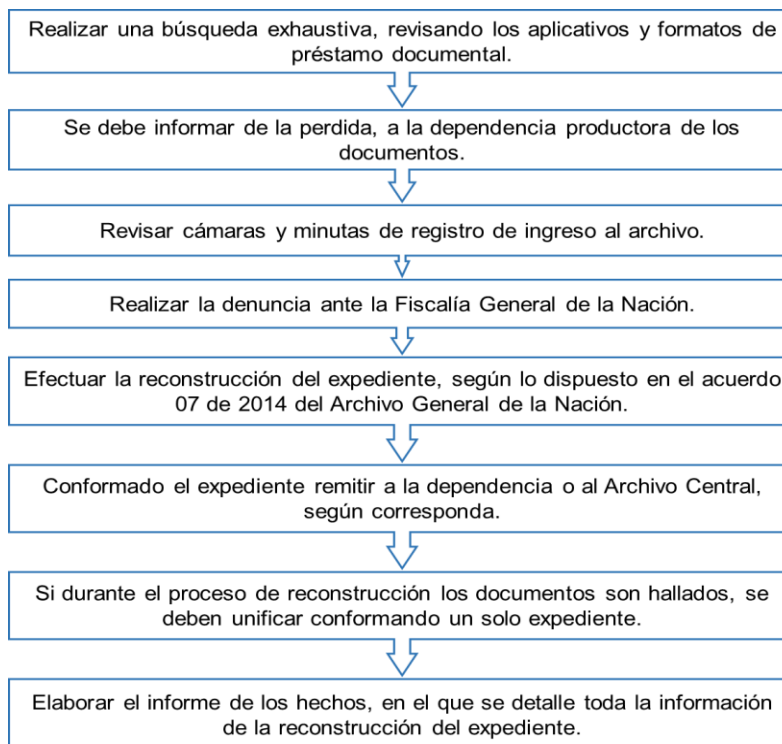 Realizar una búsqueda exhaustiva, revisando los aplicativos y formatos de
préstamo documental.
Se debe informar de la perdida, a la dependencia productora de los
documentos.
Revisar cámaras y minutas de registro de ingreso al archivo.
Realizar la denuncia ante la Fiscalía General de la Nación.
Efectuar la reconstrucción del expediente, según lo dispuesto en el acuerdo
07 de 2014 del Archivo General de la Nación.
Conformado el expediente remitir a la dependencia o al Archivo Central,
según corresponda.
Si durante el proceso de reconstrucción los documentos son hallados, se
deben unificar conformando un solo expediente.
Elaborar el informe de los hechos, en el que se detalle toda la información
de la reconstrucción del expediente.